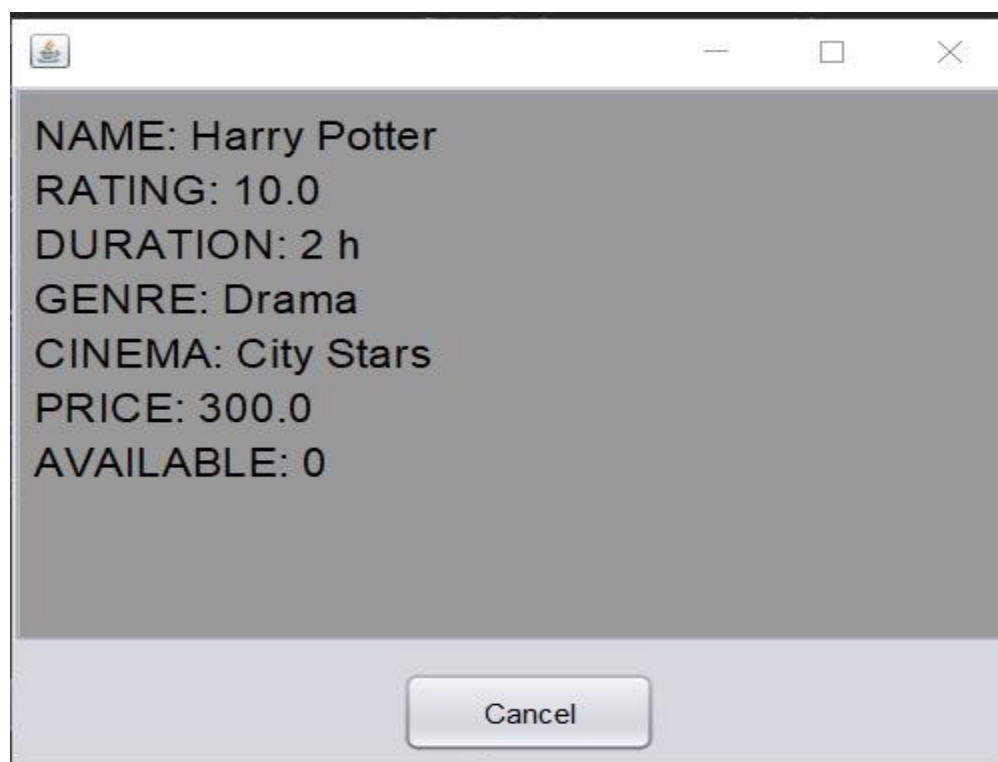 NAME: Harry Potter
RATING: 10.0
DURATION: 2 h
GENRE: Drama
CINEMA: City Stars
PRICE: 300.0
AVAILABLE: 0
Cancel